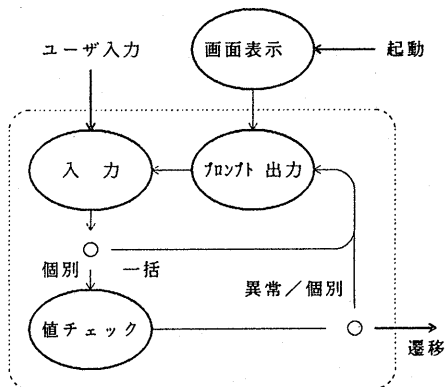 ユーザ入力
画面表示
起動
入 力
プロンプト 出力
個別
一括
異常／個別
値チェック
遷移